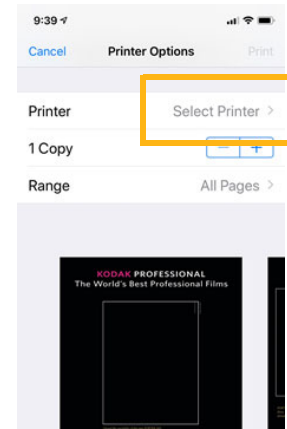 9:39
Cancel Printer Options Print
Printer Select Printer >
1 Copy − +
Range All Pages >
KODAK PROFESSIONAL
The World's Best Professional Films